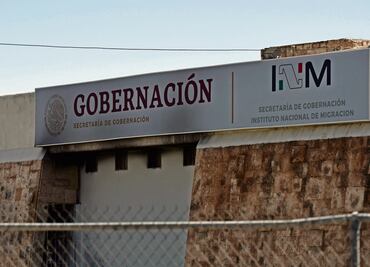 GOBERNACIÓN
SECRETARÍA DE GOBERNACIÓN
INM
SECRETARÍA DE GOBERNACIÓN
INSTITUTO NACIONAL DE MIGRACIÓN